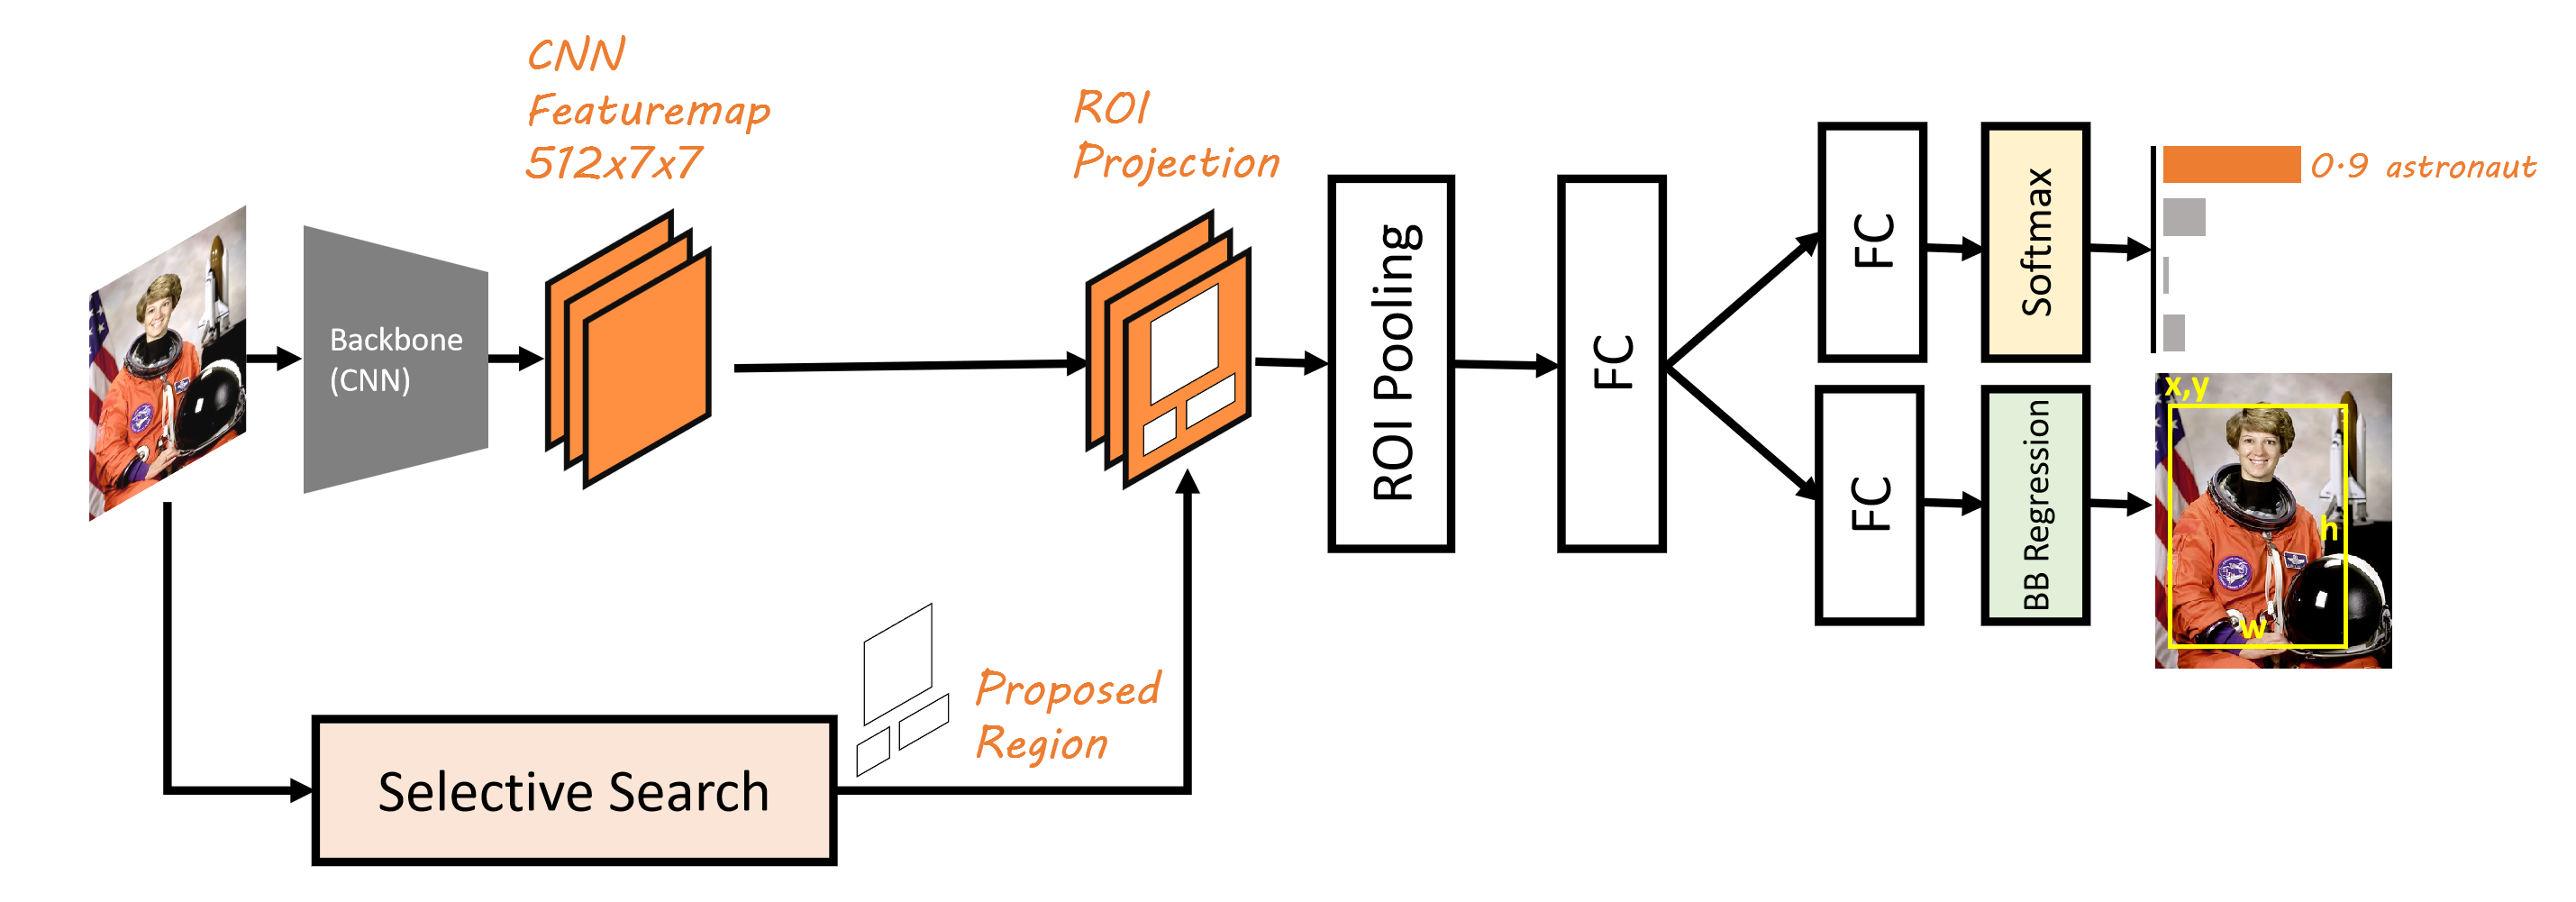 CNN
Featuremap
512x7x7
ROI
Projection
Backbone
(CNN)
ROI Pooling
FC
FC
Softmax
0.9 astronaut
FC
BB Regression
x,y
h
w
Proposed
Region
Selective Search